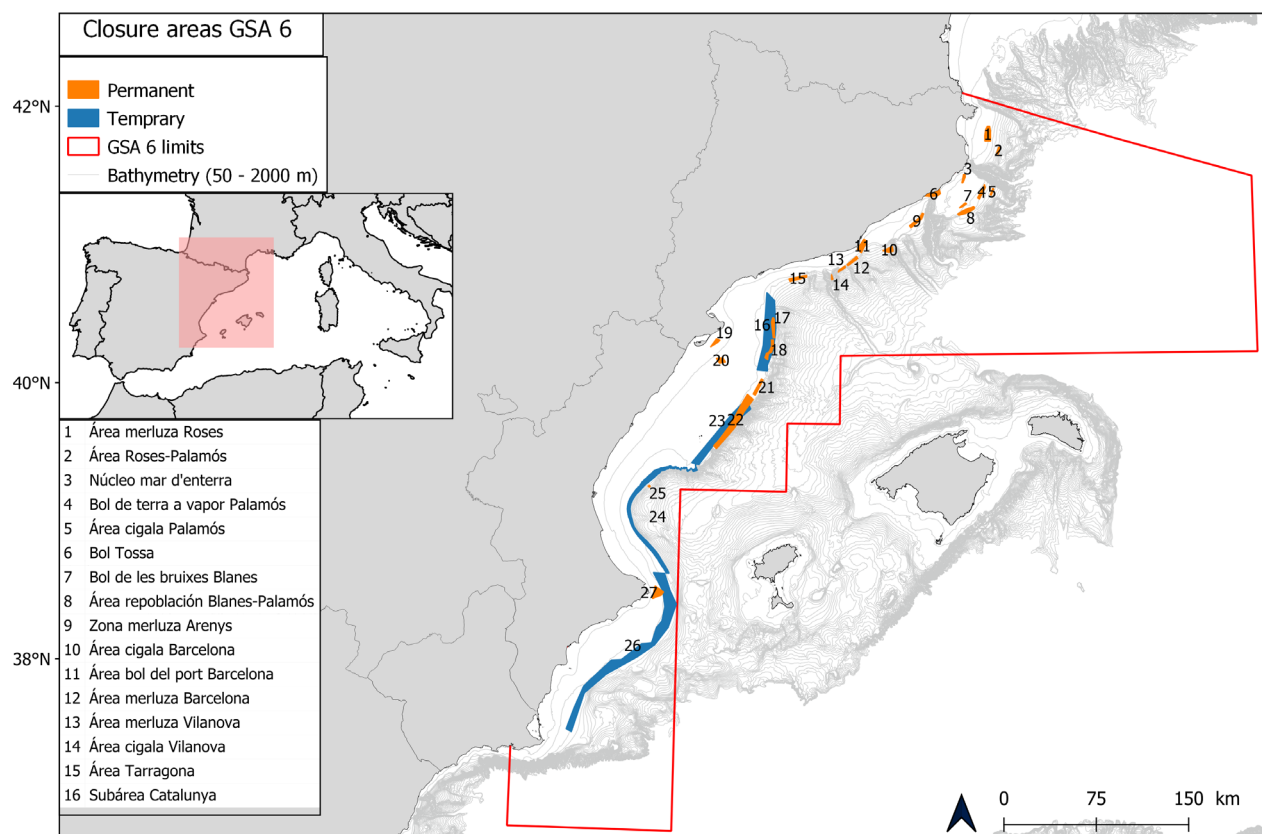 Closure areas GSA 6
Permanent
Temprary
GSA 6 limits
Bathymetry (50 - 2000 m)
42°N
40°N
38°N
1 Área merluza Roses
2 Área Roses-Palamós
3 Núcleo mar d'enterra
4 Bol de terra a vapor Palamós
5 Área cigala Palamós
6 Bol Tossa
7 Bol de les bruixes Blanes
8 Área repoblación Blanes-Palamós
9 Zona merluza Arenys
10 Área cigala Barcelona
11 Área bol del port Barcelona
12 Área merluza Barcelona
13 Área merluza Vilanova
14 Área cigala Vilanova
15 Área Tarragona
16 Subárea Catalunya
1
2
3
4 5
6
7
8
9
10
11
12
13
14
15
16
17
18
19
20
21
22
23
25
24
27
26
0 75 150 km